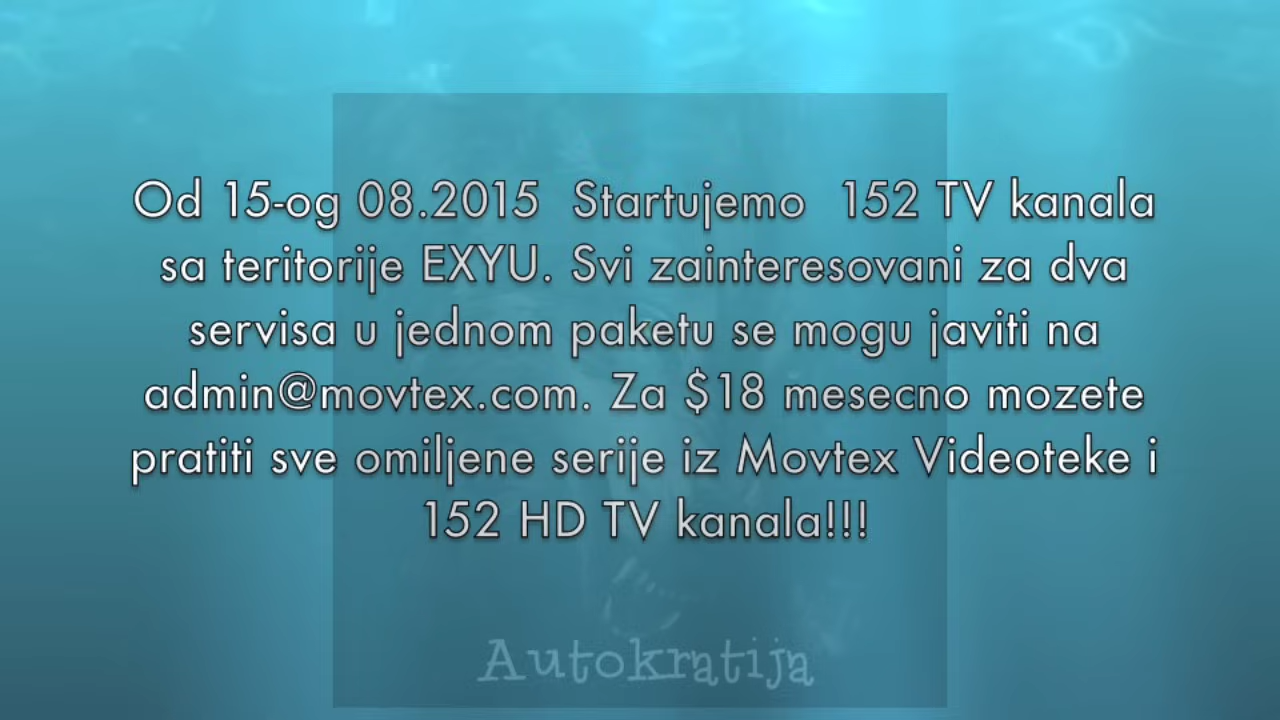 Od 15-og 08.2015 Startujemo 152 TV kanala
sa teritorije EXYU. Svi zainteresovani za dva
servisa u jednom paketu se mogu javiti na
admin@movtex.com. Za $18 mesecno mozete
pratiti sve omiljene serije iz Movtex Videoteke i
152 HD TV kanala!!!
Autokratija